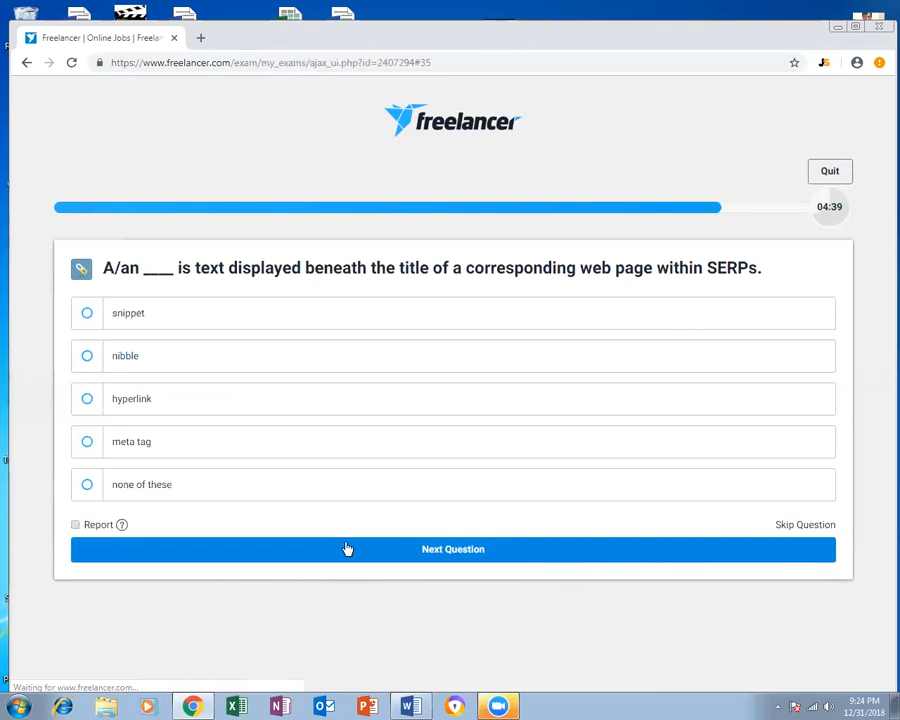 Freelancer | Online Jobs | Freelan
https://www.freelancer.com/exam/my_exams/ajax_ui.php?id=2407294#35
JS
freelancer
Quit
04:39
A/an ____ is text displayed beneath the title of a corresponding web page within SERPs.
snippet
nibble
hyperlink
meta tag
none of these
Report ?
Skip Question
Next Question
Waiting for www.freelancer.com...
9:24 PM
12/31/2018